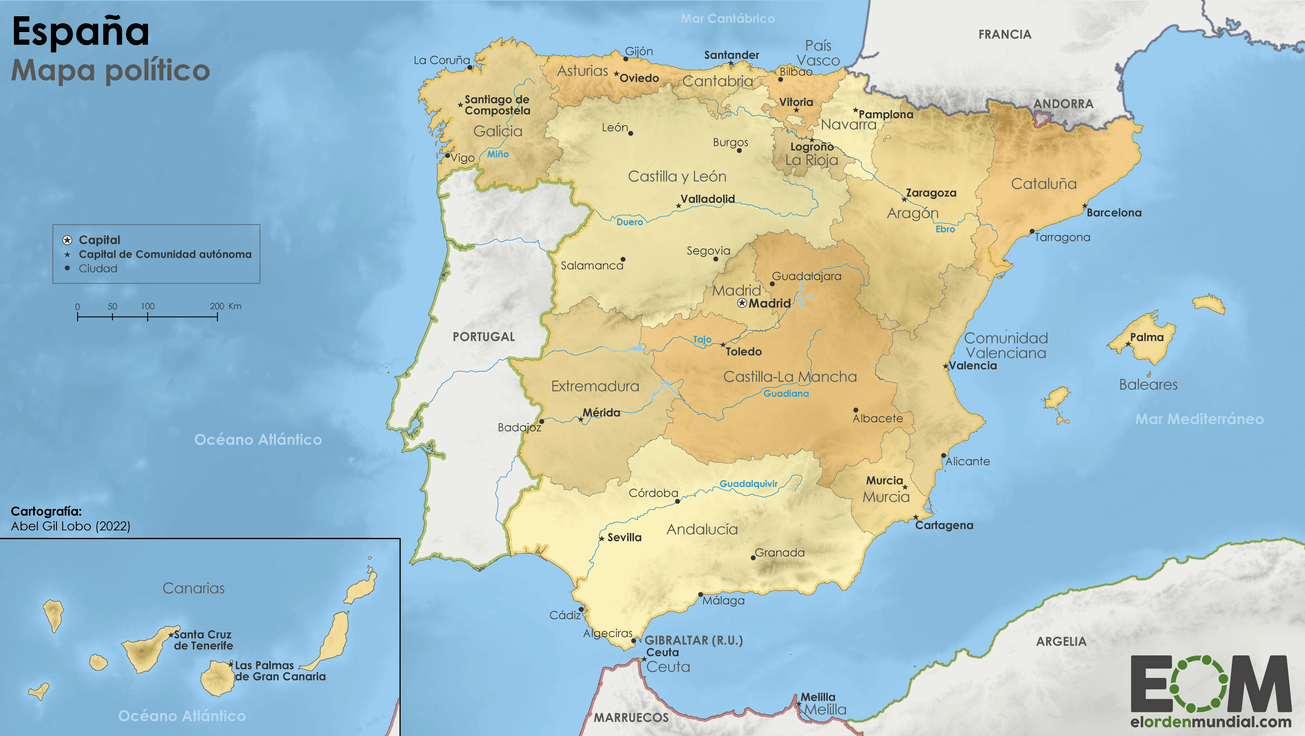 España
Mapa político
Mar Cantábrico
FRANCIA
ANDORRA
La Coruña
Gijón
Santander
País
Vasco
Asturias
Oviedo
Cantabria
Bilbao
Santiago de
Compostela
Galicia
Vitoria
Pamplona
Navarra
León
Burgos
Logroño
La Rioja
Vigo
Miño
Castilla y León
Cataluña
Valladolid
Zaragoza
Aragón
Barcelona
Duero
Ebro
Tarragona
Capital
Capital de Comunidad autónoma
Ciudad
0 50 100 200 Km
Salamanca
Segovia
Guadalajara
Madrid
Madrid
PORTUGAL
Tajo
Toledo
Comunidad
Valenciana
Valencia
Palma
Baleares
Extremadura
Castilla-La Mancha
Guadiana
Mérida
Badajoz
Albacete
Mar Mediterráneo
Océano Atlántico
Alicante
Murcia
Murcia
Guadalquivir
Córdoba
Cartagena
Andalucía
Sevilla
Granada
Málaga
Cádiz
Algeciras
GIBRALTAR (R.U.)
Ceuta
Ceuta
Melilla
Melilla
MARRUECOS
ARGELIA
Cartografía:
Abel Gil Lobo (2022)
Canarias
Santa Cruz
de Tenerife
Las Palmas
de Gran Canaria
Océano Atlántico
EOM
elordenmundial.com